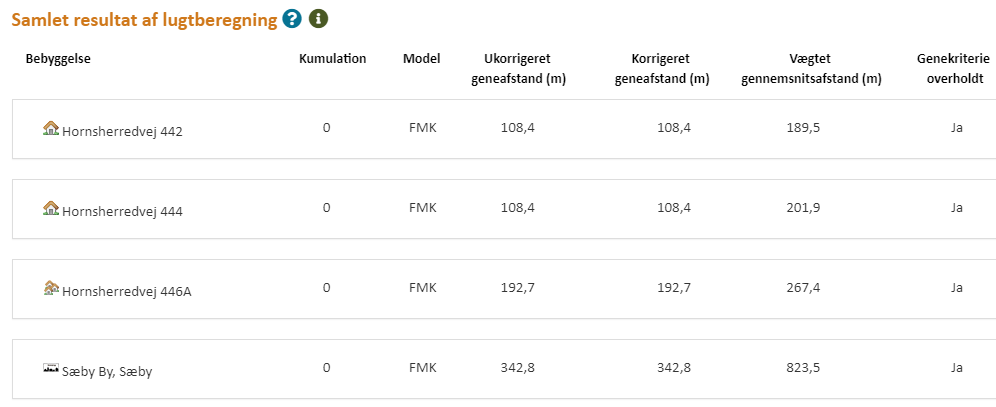 Samlet resultat af lugtberegning ? i
Bebyggelse Kumulation Model Ukorrigeret geneafstand (m) Korrigeret geneafstand (m) Vægtet gennemsnitsafstand (m) Genekriterie overholdt
Hornsherredvej 442 0 FMK 108,4 108,4 189,5 Ja
Hornsherredvej 444 0 FMK 108,4 108,4 201,9 Ja
Hornsherredvej 446A 0 FMK 192,7 192,7 267,4 Ja
Sæby By, Sæby 0 FMK 342,8 342,8 823,5 Ja